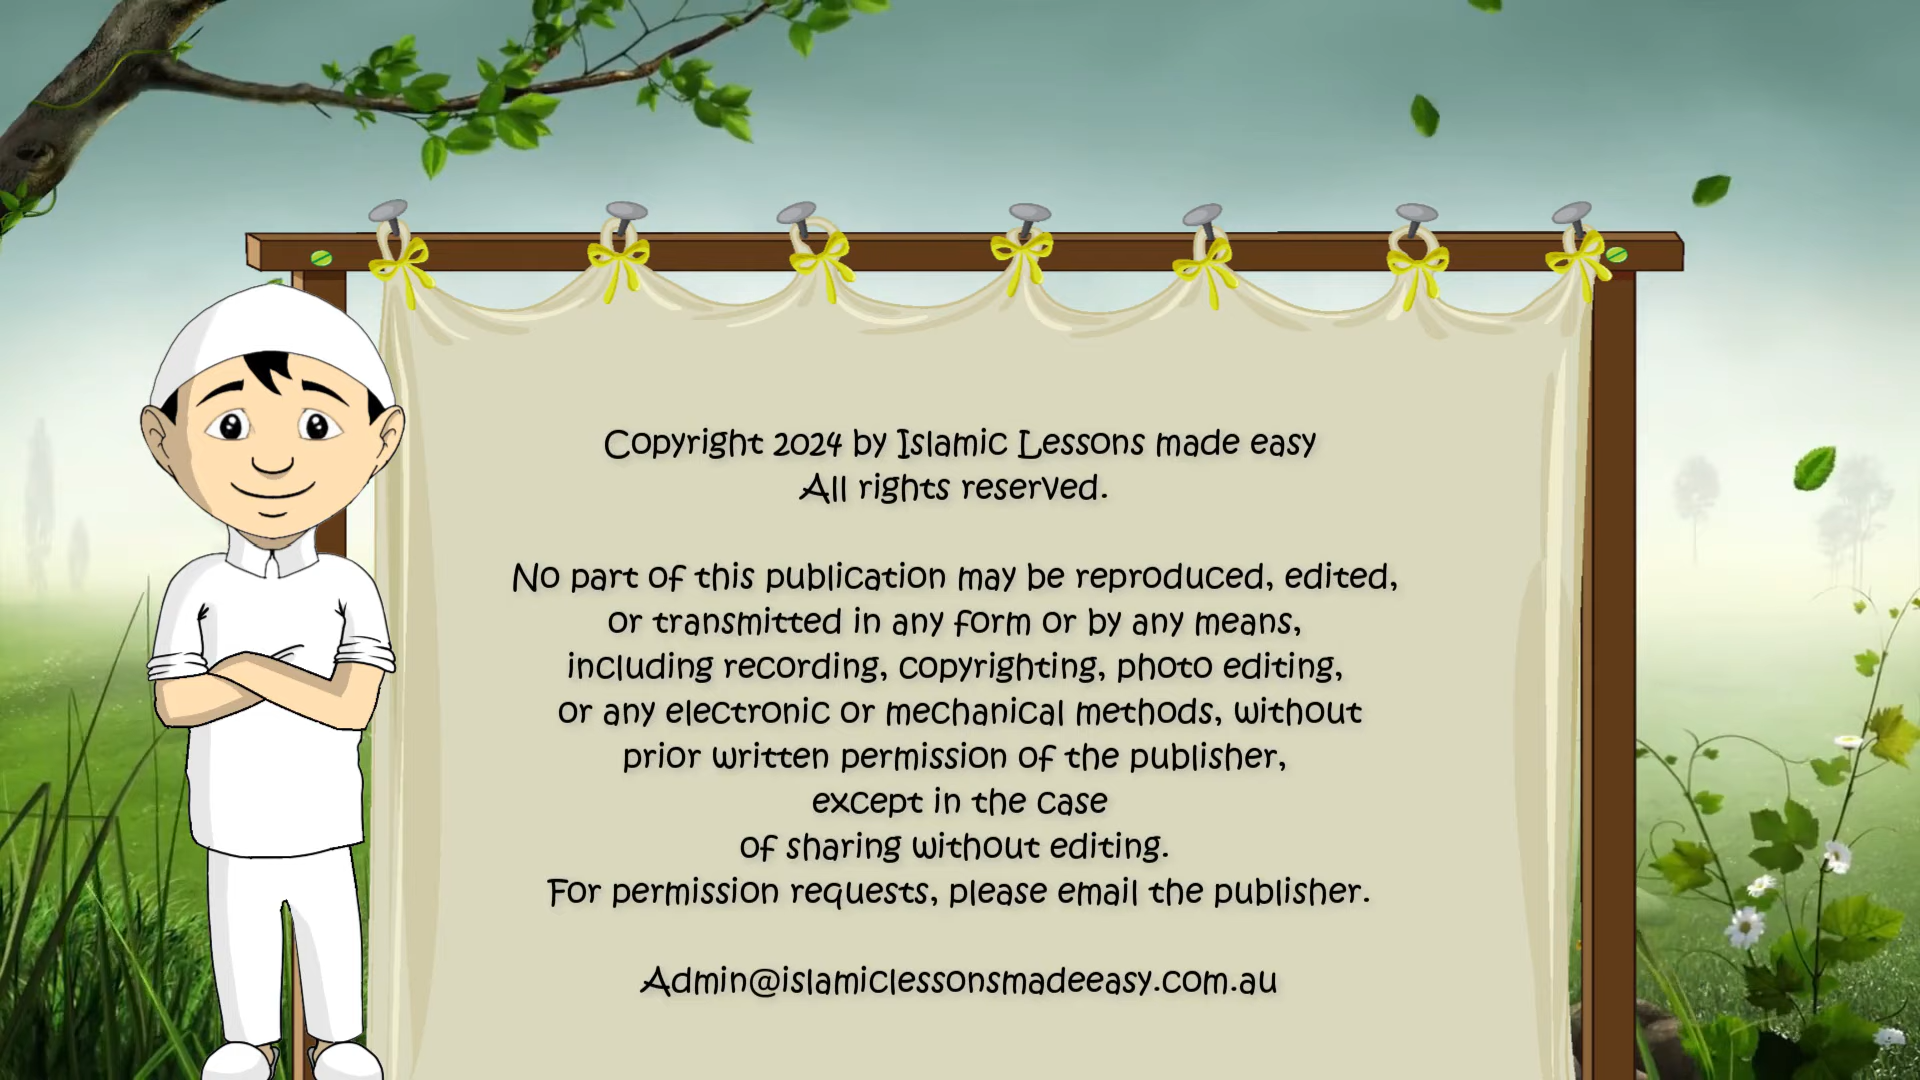 Copyright 2024 by Islamic Lessons made easy
All rights reserved.
No part of this publication may be reproduced, edited,
or transmitted in any form or by any means,
including recording, copyrighting, photo editing,
or any electronic or mechanical methods, without
prior written permission of the publisher,
except in the case
of sharing without editing.
For permission requests, please email the publisher.
Admin@islamiclessonsmadeeasy.com.au